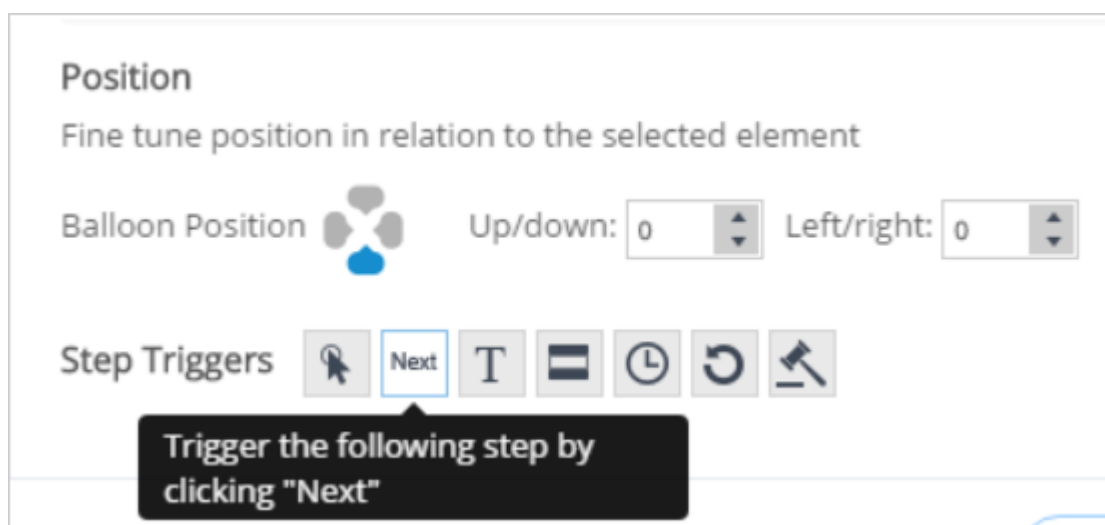 Position
Fine tune position in relation to the selected element
Balloon Position Up/down: 0 Left/right: 0
Step Triggers Next T
Trigger the following step by
clicking "Next"